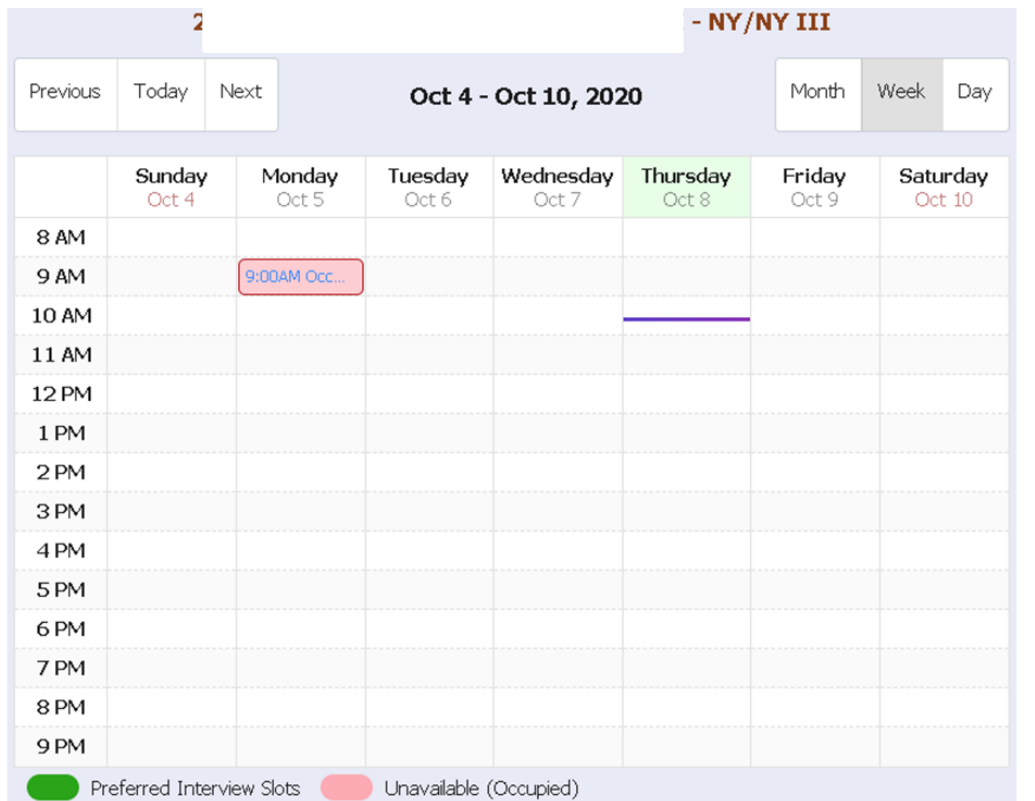 2 - NY/NY III
Previous Today Next Oct 4 - Oct 10, 2020 Month Week Day
Sunday Monday Tuesday Wednesday Thursday Friday Saturday
Oct 4 Oct 5 Oct 6 Oct 7 Oct 8 Oct 9 Oct 10
8 AM
9 AM 9:00AM Occ...
10 AM
11 AM
12 PM
1 PM
2 PM
3 PM
4 PM
5 PM
6 PM
7 PM
8 PM
9 PM
Preferred Interview Slots Unavailable (Occupied)